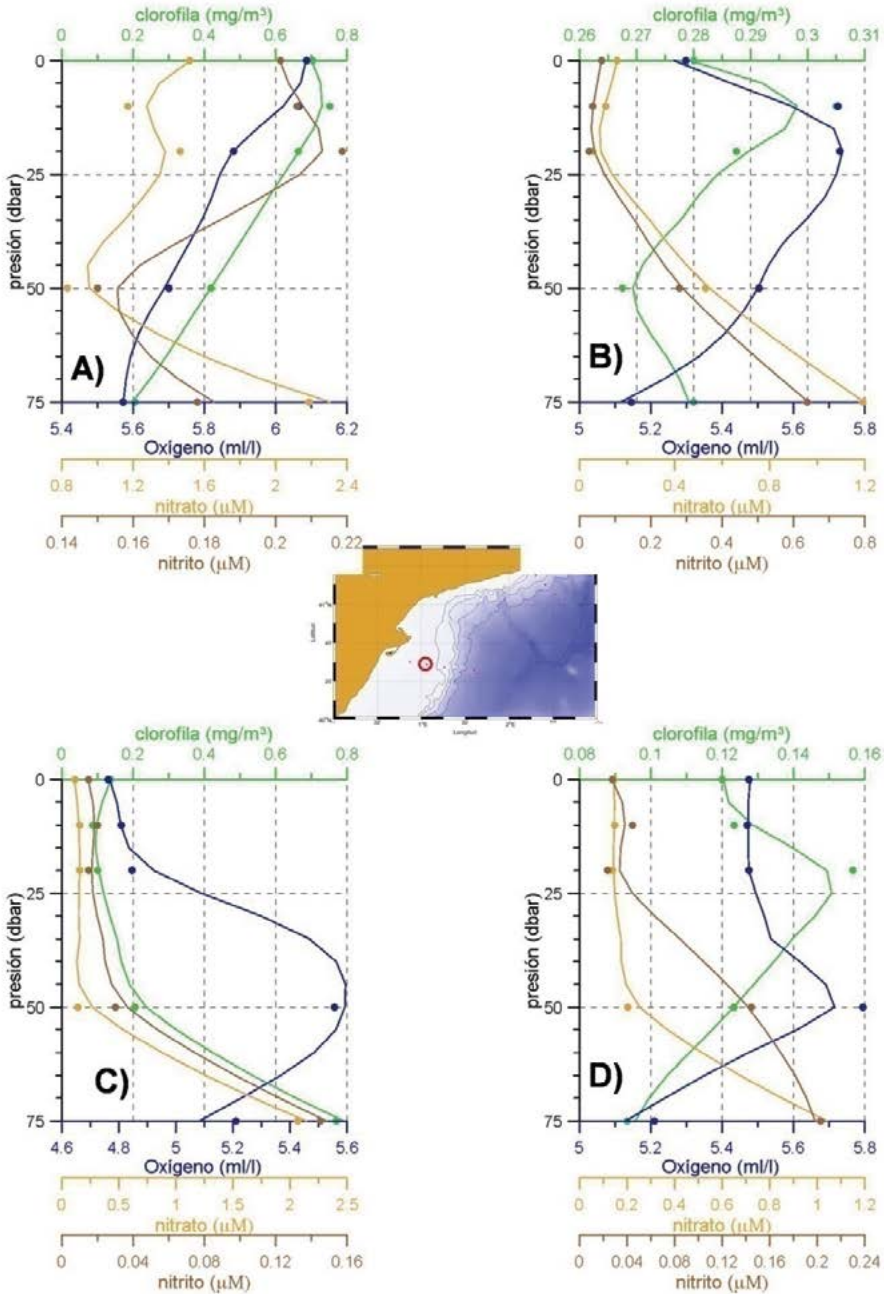 clorofila (mg/m³)
0 0.2 0.4 0.6 0.8
0
25
50
75
presión (dbar)
A)
5.4 5.6 5.8 6 6.2
Oxígeno (ml/l)
0.8 1.2 1.6 2 2.4
nitrato (µM)
0.14 0.16 0.18 0.2 0.22
nitrito (µM)
clorofila (mg/m³)
0.26 0.27 0.28 0.29 0.3 0.31
0
25
50
75
presión (dbar)
B)
5 5.2 5.4 5.6 5.8
Oxígeno (ml/l)
0 0.4 0.8 1.2
nitrato (µM)
0 0.2 0.4 0.6 0.8
nitrito (µM)
Latitud
Longitud
clorofila (mg/m³)
0 0.2 0.4 0.6 0.8
0
25
50
75
presión (dbar)
C)
4.6 4.8 5 5.2 5.4 5.6
Oxígeno (ml/l)
0 0.5 1 1.5 2 2.5
nitrato (µM)
0 0.04 0.08 0.12 0.16
nitrito (µM)
clorofila (mg/m³)
0.08 0.1 0.12 0.14 0.16
0
25
50
75
presión (dbar)
D)
5 5.2 5.4 5.6 5.8
Oxígeno (ml/l)
0 0.2 0.4 0.6 0.8 1 1.2
nitrato (µM)
0 0.04 0.08 0.12 0.16 0.2 0.24
nitrito (µM)